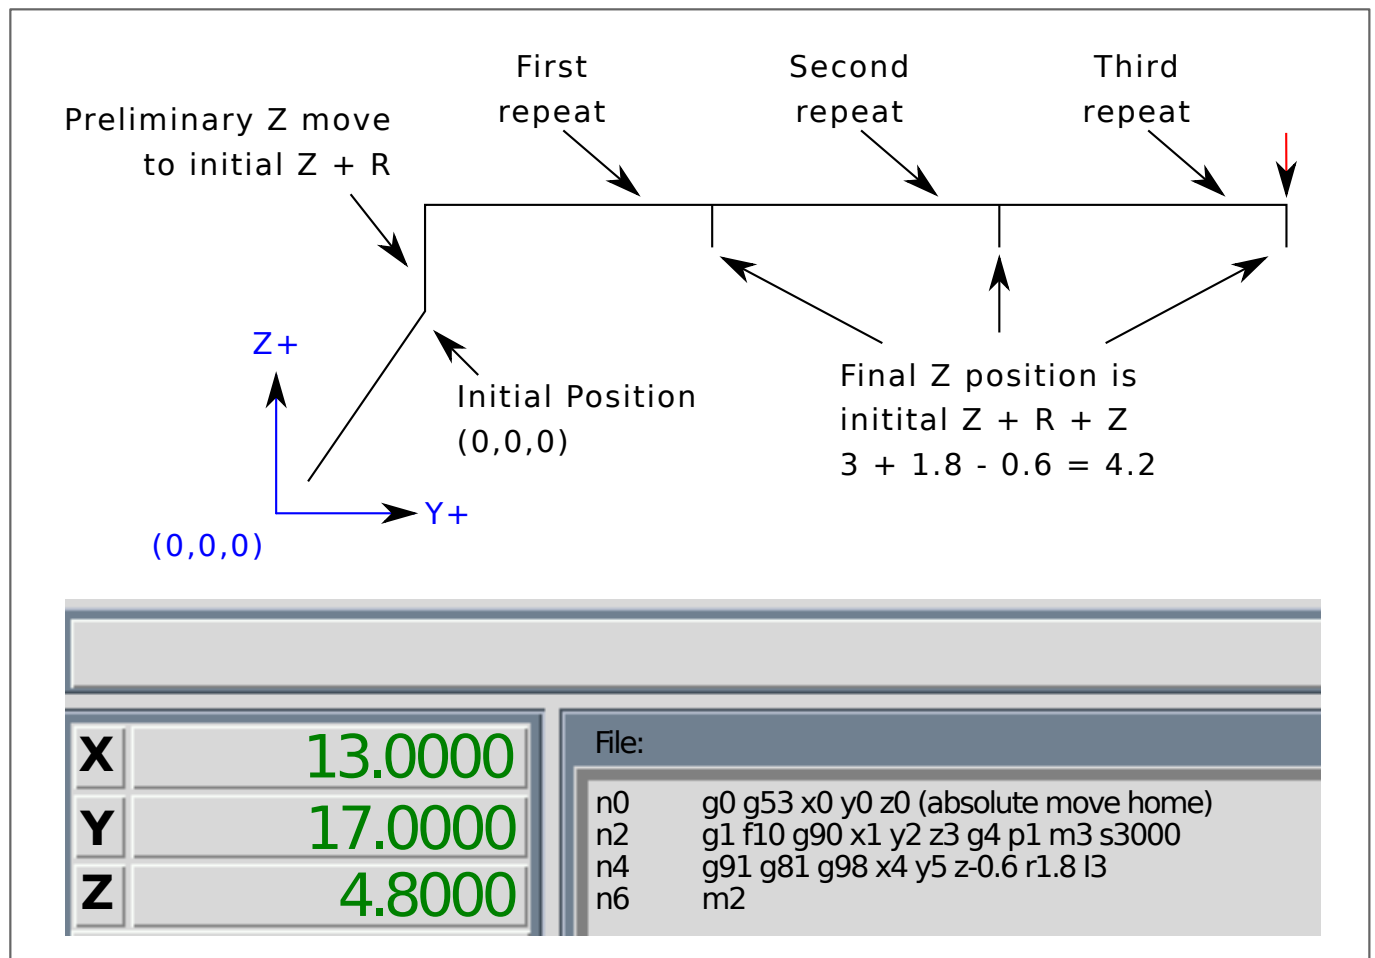 First
repeat
Second
repeat
Third
repeat
Preliminary Z move
to initial Z + R
Z+
Initial Position
(0,0,0)
Final Z position is
initital Z + R + Z
3 + 1.8 - 0.6 = 4.2
Y+
(0,0,0)
X 13.0000
Y 17.0000
Z 4.8000
File:
n0 g0 g53 x0 y0 z0 (absolute move home)
n2 g1 f10 g90 x1 y2 z3 g4 p1 m3 s3000
n4 g91 g81 g98 x4 y5 z-0.6 r1.8 l3
n6 m2